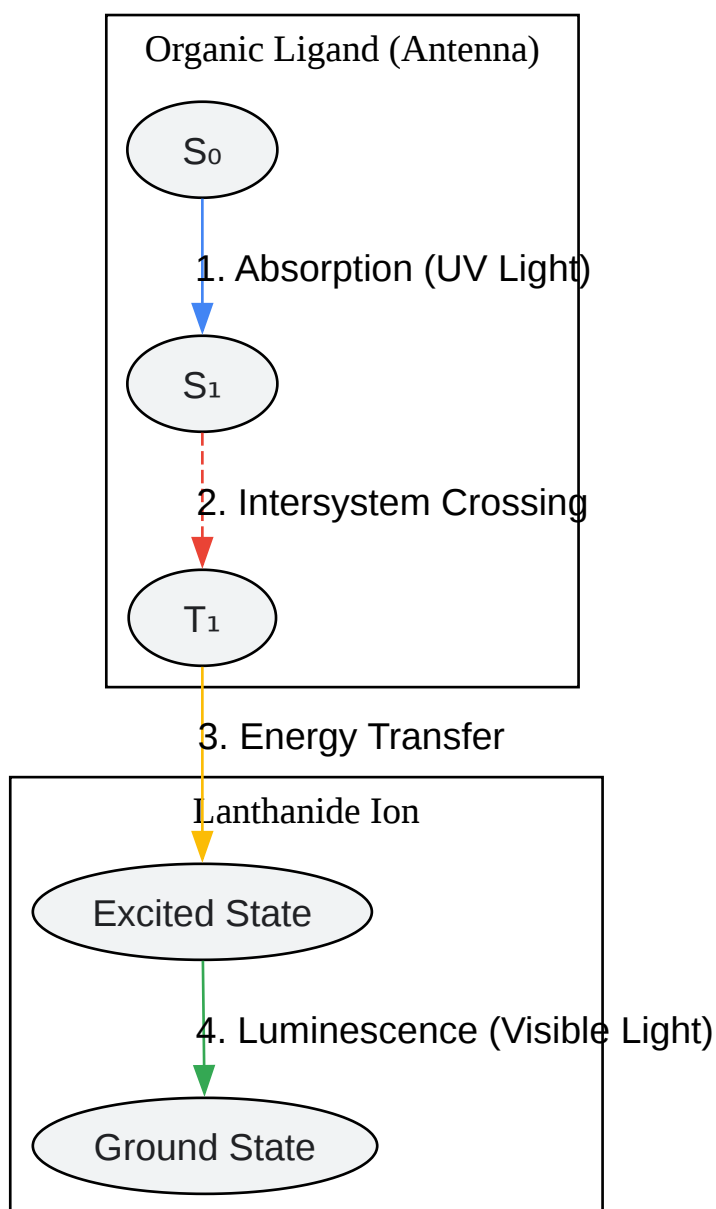 Organic Ligand (Antenna)
S₀
1. Absorption (UV Light)
S₁
2. Intersystem Crossing
T₁
3. Energy Transfer
Lanthanide Ion
Excited State
4. Luminescence (Visible Light)
Ground State